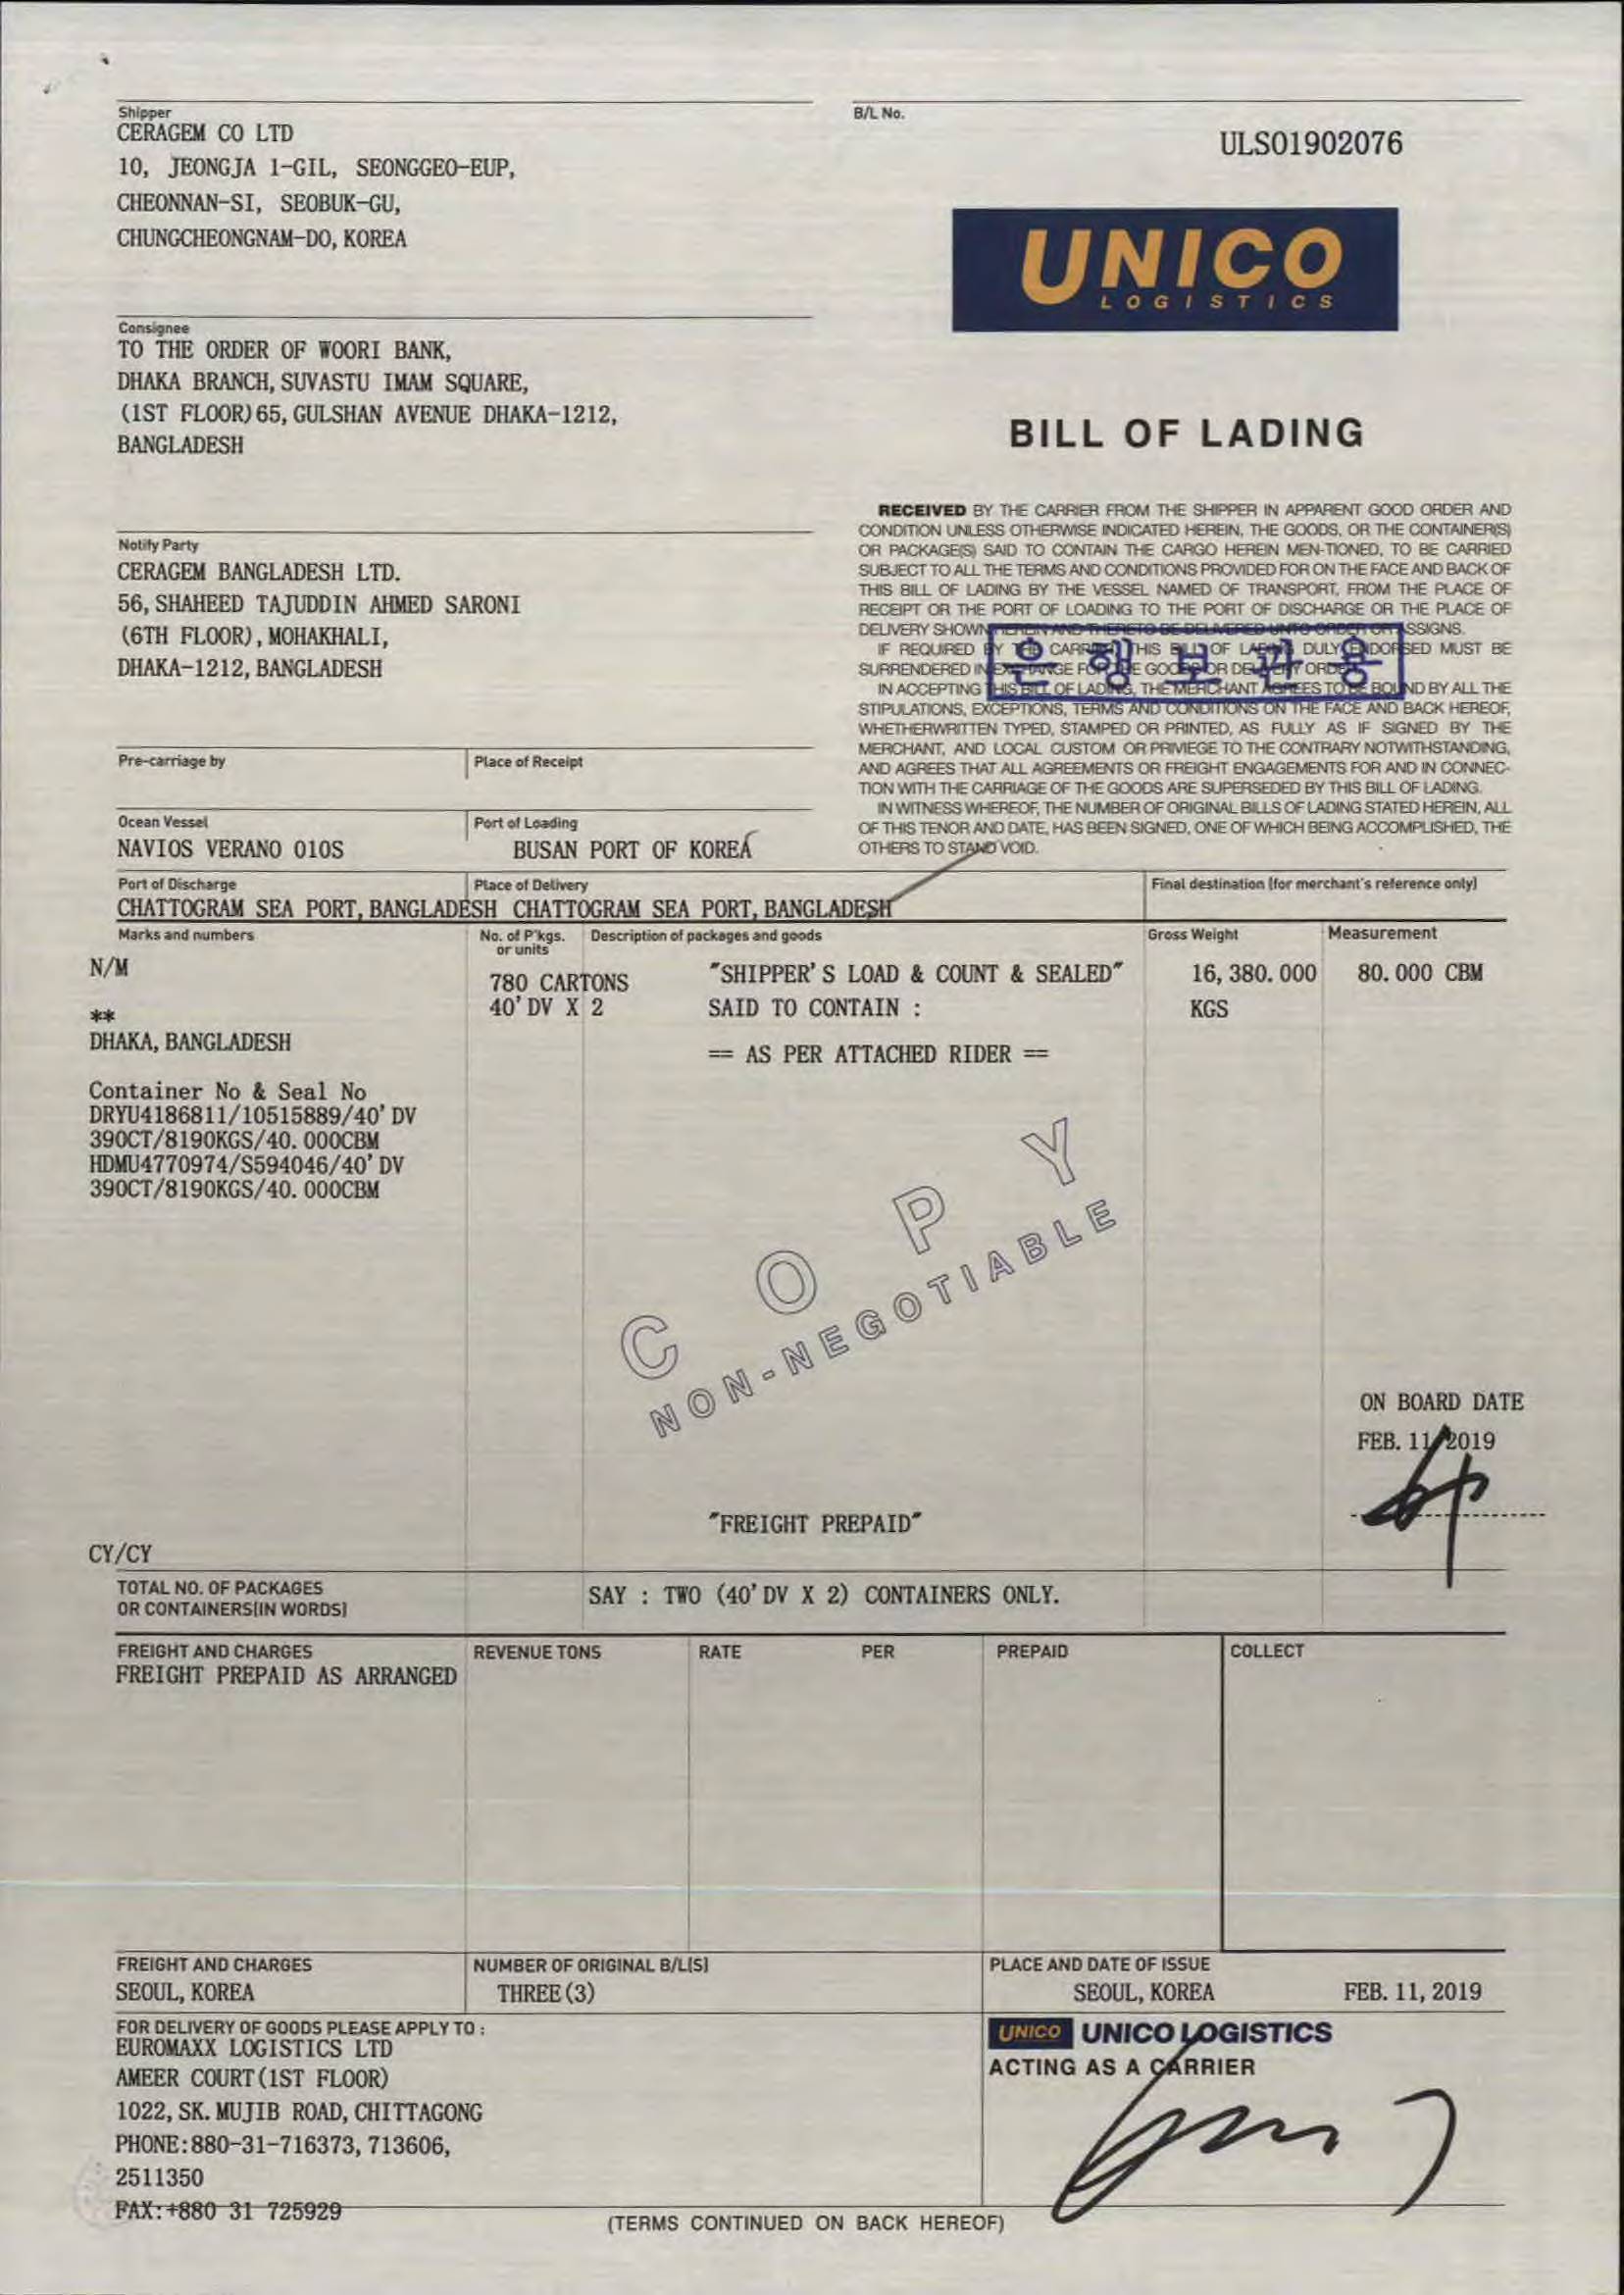 Shipper
CERAGEM CO LTD
10, JEONGJA 1-GIL, SEONGGEO-EUP,
CHEONNAN-SI, SEOBUK-GU,
CHUNGCHEONGNAM-DO, KOREA
B/L No.
ULSO1902076
UNICO
LOGISTICS
Consignee
TO THE ORDER OF WOORI BANK,
DHAKA BRANCH, SUVASTU IMAM SQUARE,
(1ST FLOOR) 65, GULSHAN AVENUE DHAKA-1212,
BANGLADESH
BILL OF LADING
Notify Party
CERAGEM BANGLADESH LTD.
56, SHAHEED TAJUDDIN AHMED SARONI
(6TH FLOOR), MOHAKHALI,
DHAKA-1212, BANGLADESH
RECEIVED BY THE CARRIER FROM THE SHIPPER IN APPARENT GOOD ORDER AND
CONDITION UNLESS OTHERWISE INDICATED HEREIN, THE GOODS, OR THE CONTAINER(S)
OR PACKAGE(S) SAID TO CONTAIN THE CARGO HEREIN MEN-TIONED, TO BE CARRIED
SUBJECT TO ALL THE TERMS AND CONDITIONS PROVIDED FOR ON THE FACE AND BACK OF
THIS BILL OF LADING BY THE VESSEL NAMED OF TRANSPORT, FROM THE PLACE OF
RECEIPT OR THE PORT OF LOADING TO THE PORT OF DISCHARGE OR THE PLACE OF
DELIVERY SHOWN HEREIN AND THERETO BE DELIVERED UNTO ORDER OR ASSIGNS.
IF REQUIRED BY THE CARRIER THIS BILL OF LADING DULY ENDORSED MUST BE
SURRENDERED IN EXCHANGE FOR THE GOODS OR DELIVERY ORDER.
은행보관용
IN ACCEPTING THIS BILL OF LADING, THE MERCHANT AGREES TO BE BOUND BY ALL THE
STIPULATIONS, EXCEPTIONS, TERMS AND CONDITIONS ON THE FACE AND BACK HEREOF,
WHETHERWRITTEN TYPED, STAMPED OR PRINTED, AS FULLY AS IF SIGNED BY THE
MERCHANT, AND LOCAL CUSTOM OR PRIVIEGE TO THE CONTRARY NOTWITHSTANDING,
AND AGREES THAT ALL AGREEMENTS OR FREIGHT ENGAGEMENTS FOR AND IN CONNEC-
TION WITH THE CARRIAGE OF THE GOODS ARE SUPERSEDED BY THIS BILL OF LADING.
IN WITNESS WHEREOF, THE NUMBER OF ORIGINAL BILLS OF LADING STATED HEREIN, ALL
OF THIS TENOR AND DATE, HAS BEEN SIGNED, ONE OF WHICH BEING ACCOMPLISHED, THE
OTHERS TO STAND VOID.
Pre-carriage by Place of Receipt
Ocean Vessel Port of Loading
NAVIOS VERANO 010S BUSAN PORT OF KOREA
Port of Discharge Place of Delivery Final destination (for merchant's reference only)
CHATTOGRAM SEA PORT, BANGLADESH CHATTOGRAM SEA PORT, BANGLADESH
Marks and numbers No. of P'kgs. or units Description of packages and goods Gross Weight Measurement
N/M 780 CARTONS "SHIPPER'S LOAD & COUNT & SEALED" 16,380.000 80.000 CBM
** 40'DV X 2 SAID TO CONTAIN : KGS
DHAKA, BANGLADESH
== AS PER ATTACHED RIDER ==
Container No & Seal No
DRYU4186811/10515889/40'DV
390CT/8190KGS/40.000CBM
HDMU4770974/S594046/40'DV
390CT/8190KGS/40.000CBM
COPY
NON-NEGOTIABLE
ON BOARD DATE
FEB. 11, 2019
"FREIGHT PREPAID"
CY/CY
TOTAL NO. OF PACKAGES
OR CONTAINERS(IN WORDS)
SAY : TWO (40'DV X 2) CONTAINERS ONLY.
FREIGHT AND CHARGES REVENUE TONS RATE PER PREPAID COLLECT
FREIGHT PREPAID AS ARRANGED
FREIGHT AND CHARGES NUMBER OF ORIGINAL B/L(S) PLACE AND DATE OF ISSUE
SEOUL, KOREA THREE(3) SEOUL, KOREA FEB. 11, 2019
FOR DELIVERY OF GOODS PLEASE APPLY TO :
EUROMAXX LOGISTICS LTD
AMEER COURT(1ST FLOOR)
1022, SK. MUJIB ROAD, CHITTAGONG
PHONE:880-31-716373, 713606,
2511350
FAX:+880 31 725929
UNICO UNICO LOGISTICS
ACTING AS A CARRIER
(TERMS CONTINUED ON BACK HEREOF)